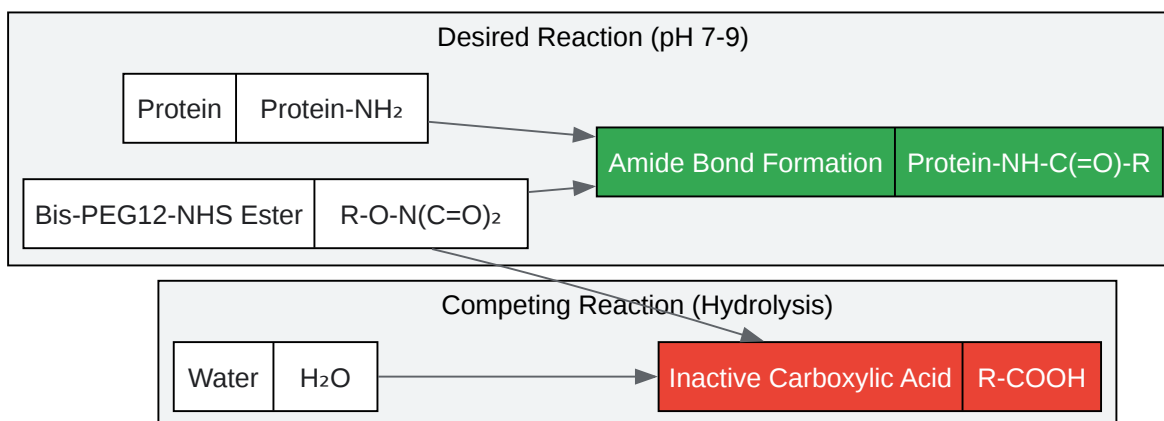 Desired Reaction (pH 7-9)
Protein
Protein-NH₂
Amide Bond Formation
Protein-NH-C(=O)-R
Bis-PEG12-NHS Ester
R-O-N(C=O)₂
Competing Reaction (Hydrolysis)
Water
H₂O
Inactive Carboxylic Acid
R-COOH